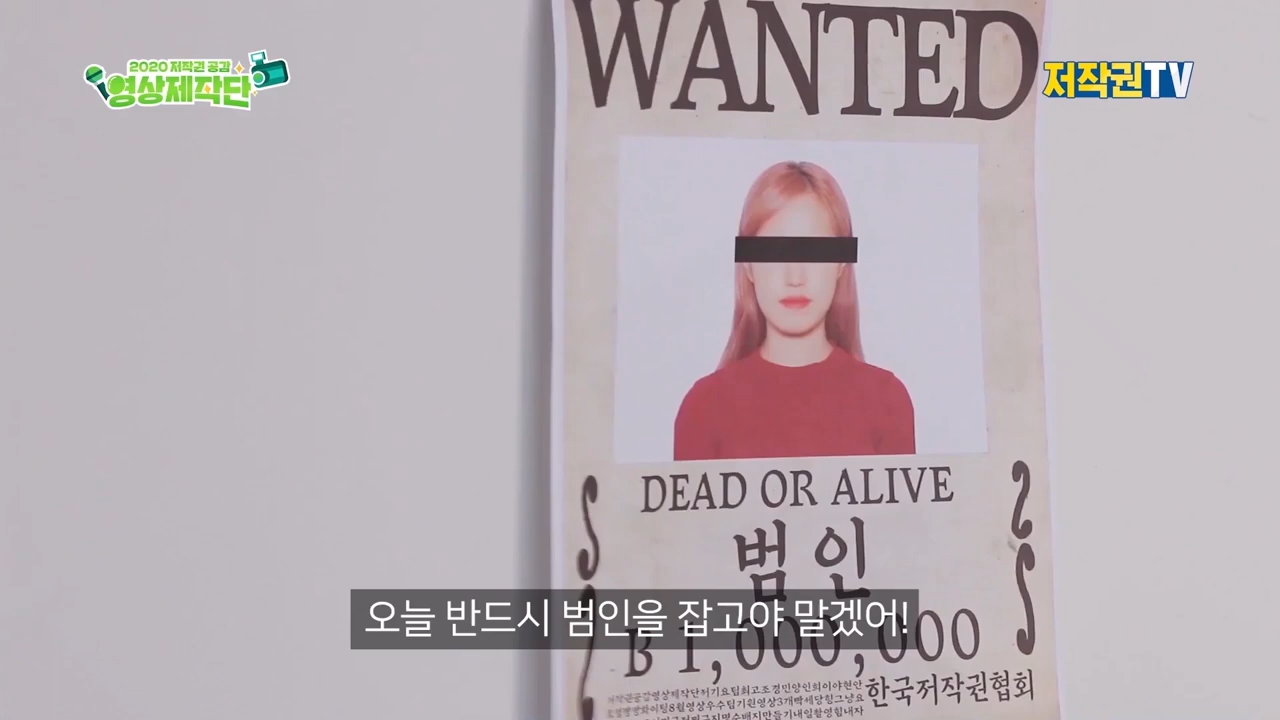 2020 저작권 공감
영상제작단
저작권TV
WANTED
DEAD OR ALIVE
범인
오늘 반드시 범인을 잡고야 말겠어!
B 1,000,000
한국저작권협회